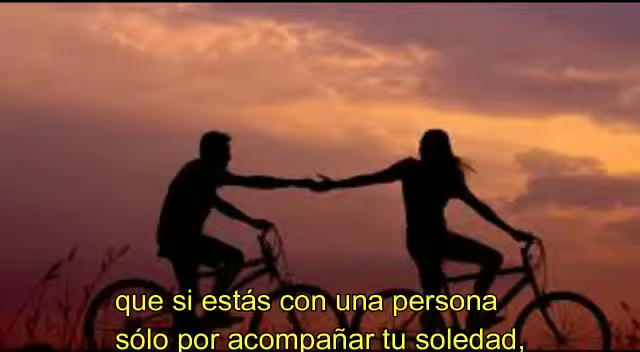 que si estás con una persona
sólo por acompañar tu soledad,